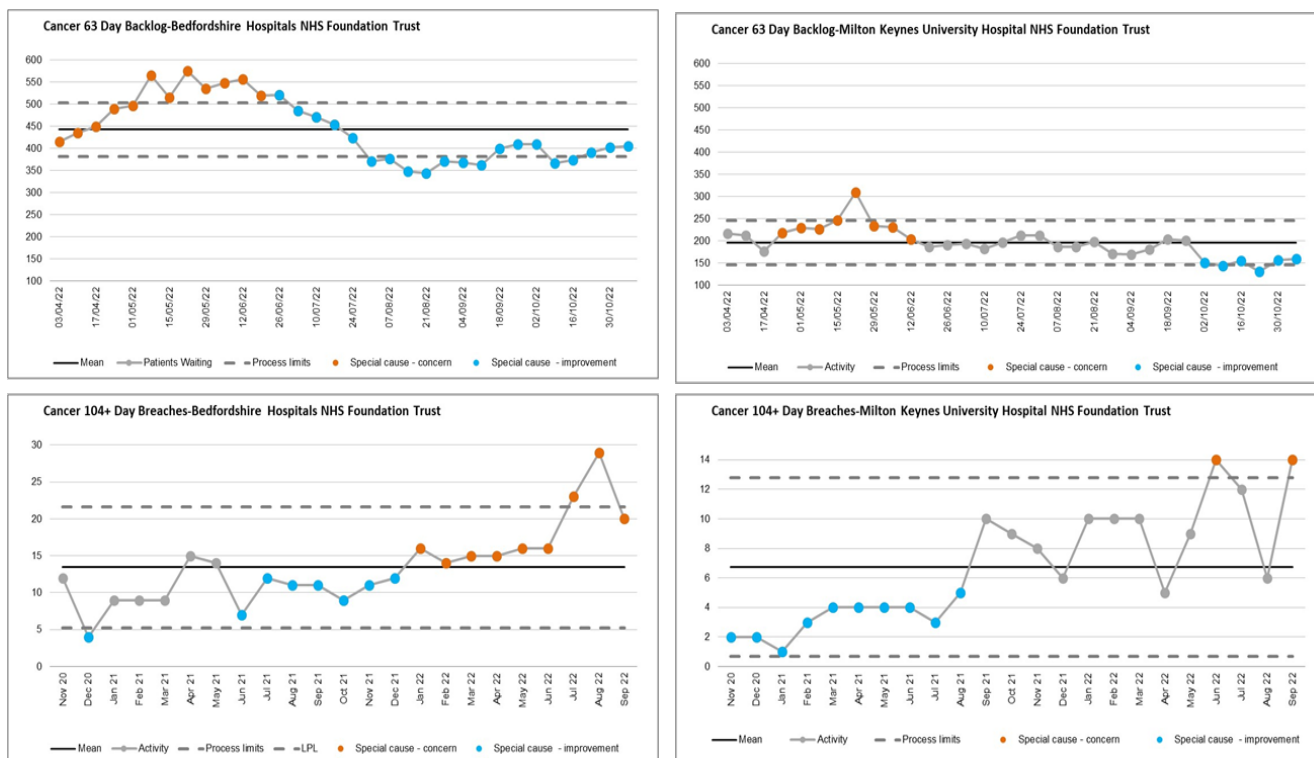 Cancer 63 Day Backlog-Bedfordshire Hospitals NHS Foundation Trust
600
550
500
450
400
350
300
250
200
150
100
03/04/22
17/04/22
01/05/22
15/05/22
29/05/22
12/06/22
26/06/22
10/07/22
24/07/22
07/08/22
21/08/22
04/09/22
18/09/22
02/10/22
16/10/22
30/10/22
Mean Patients Waiting Process limits Special cause - concern Special cause - improvement
Cancer 63 Day Backlog-Milton Keynes University Hospital NHS Foundation Trust
600
550
500
450
400
350
300
250
200
150
100
03/04/22
17/04/22
01/05/22
15/05/22
29/05/22
12/06/22
26/06/22
10/07/22
24/07/22
07/08/22
21/08/22
04/09/22
18/09/22
02/10/22
16/10/22
30/10/22
Mean Activity Process limits Special cause - concern Special cause - improvement
Cancer 104+ Day Breaches-Bedfordshire Hospitals NHS Foundation Trust
30
25
20
15
10
5
0
Nov 20
Dec 20
Jan 21
Feb 21
Mar 21
Apr 21
May 21
Jun 21
Jul 21
Aug 21
Sep 21
Oct 21
Nov 21
Dec 21
Jan 22
Feb 22
Mar 22
Apr 22
May 22
Jun 22
Jul 22
Aug 22
Sep 22
Mean Activity Process limits LPL Special cause - concern Special cause - improvement
Cancer 104+ Day Breaches-Milton Keynes University Hospital NHS Foundation Trust
14
12
10
8
6
4
2
0
Nov 20
Dec 20
Jan 21
Feb 21
Mar 21
Apr 21
May 21
Jun 21
Jul 21
Aug 21
Sep 21
Oct 21
Nov 21
Dec 21
Jan 22
Feb 22
Mar 22
Apr 22
May 22
Jun 22
Jul 22
Aug 22
Sep 22
Mean Activity Process limits Special cause - concern Special cause - improvement